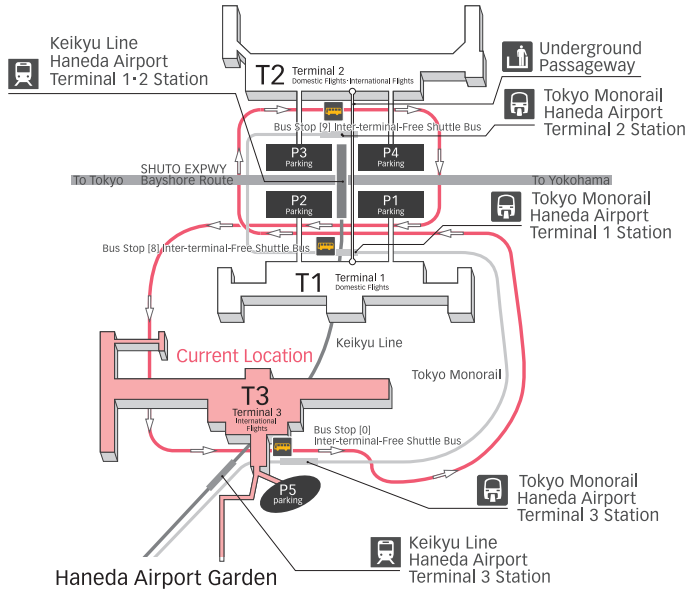 Keikyu Line
Haneda Airport
Terminal 1・2 Station
T2
Terminal 2
Domestic Flights・International Flights
Underground
Passageway
Tokyo Monorail
Haneda Airport
Terminal 2 Station
Bus Stop [9] Inter-terminal-Free Shuttle Bus
P3
Parking
P4
Parking
SHUTO EXPWY
Bayshore Route
To Tokyo
To Yokohama
P2
Parking
P1
Parking
Tokyo Monorail
Haneda Airport
Terminal 1 Station
Bus Stop [8] Inter-terminal-Free Shuttle Bus
T1
Terminal 1
Domestic Flights
Keikyu Line
Current Location
Tokyo Monorail
T3
Terminal 3
International
Flights
Bus Stop [0]
Inter-terminal-Free Shuttle Bus
P5
parking
Tokyo Monorail
Haneda Airport
Terminal 3 Station
Keikyu Line
Haneda Airport
Terminal 3 Station
Haneda Airport Garden